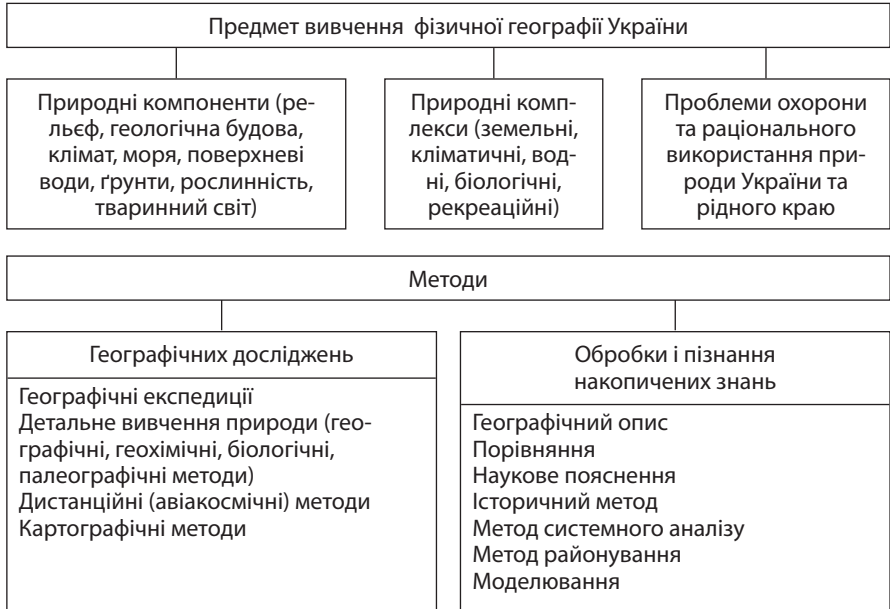 Предмет вивчення фізичної географії України
Природні компоненти (ре-
льєф, геологічна будова,
клімат, моря, поверхневі
води, ґрунти, рослинність,
тваринний світ)
Природні комп-
лекси (земельні,
кліматичні, вод-
ні, біологічні,
рекреаційні)
Проблеми охорони
та раціонального
використання при-
роди України та
рідного краю
Методи
Географічних досліджень
Географічні експедиції
Детальне вивчення природи (гео-
графічні, геохімічні, біологічні,
палеографічні методи)
Дистанційні (авіакосмічні) методи
Картографічні методи
Обробки і пізнання
накопичених знань
Географічний опис
Порівняння
Наукове пояснення
Історичний метод
Метод системного аналізу
Метод районування
Моделювання